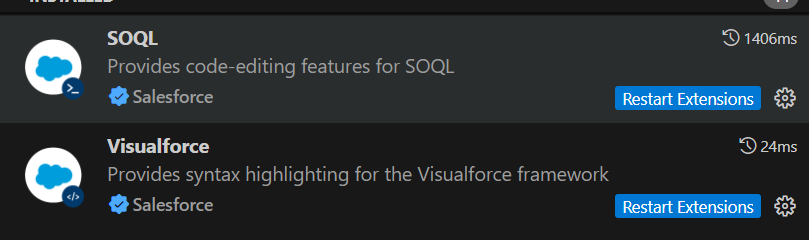 SOQL
1406ms
Provides code-editing features for SOQL
Salesforce
Restart Extensions
Visualforce
24ms
Provides syntax highlighting for the Visualforce framework
Salesforce
Restart Extensions